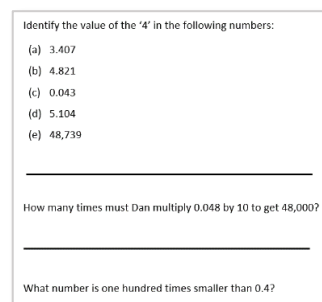 Identify the value of the ‘4’ in the following numbers:
(a) 3.407
(b) 4.821
(c) 0.043
(d) 5.104
(e) 48,739
How many times must Dan multiply 0.048 by 10 to get 48,000?
What number is one hundred times smaller than 0.4?